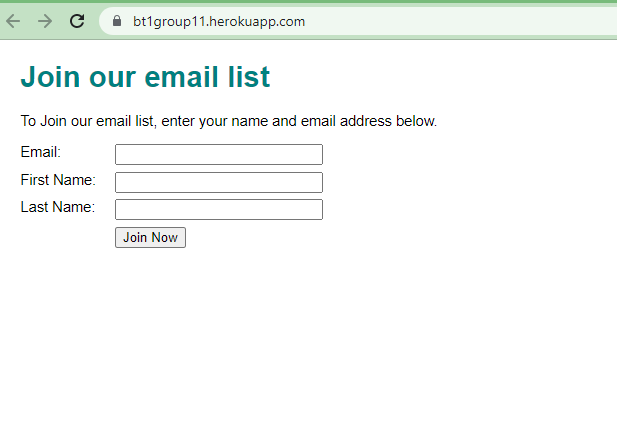 bt1group11.herokuapp.com
Join our email list
To Join our email list, enter your name and email address below.
Email:
First Name:
Last Name:
Join Now